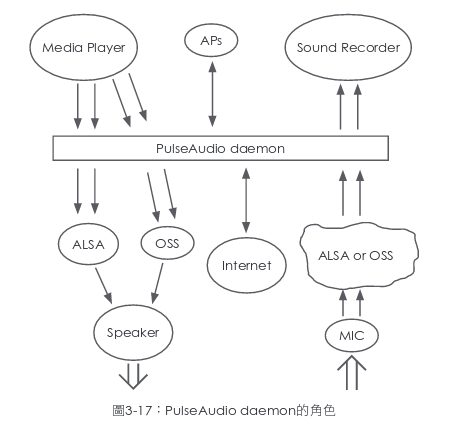 Media Player
APs
Sound Recorder
PulseAudio daemon
ALSA
OSS
Internet
ALSA or OSS
Speaker
MIC
圖3-17：PulseAudio daemon的角色